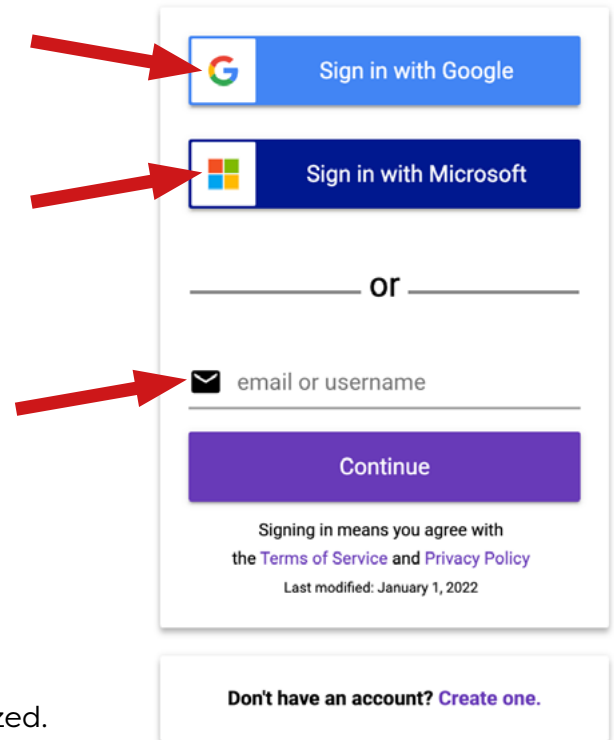 Sign in with Google
Sign in with Microsoft
or
email or username
Continue
Signing in means you agree with
the Terms of Service and Privacy Policy
Last modified: January 1, 2022
Don't have an account? Create one.